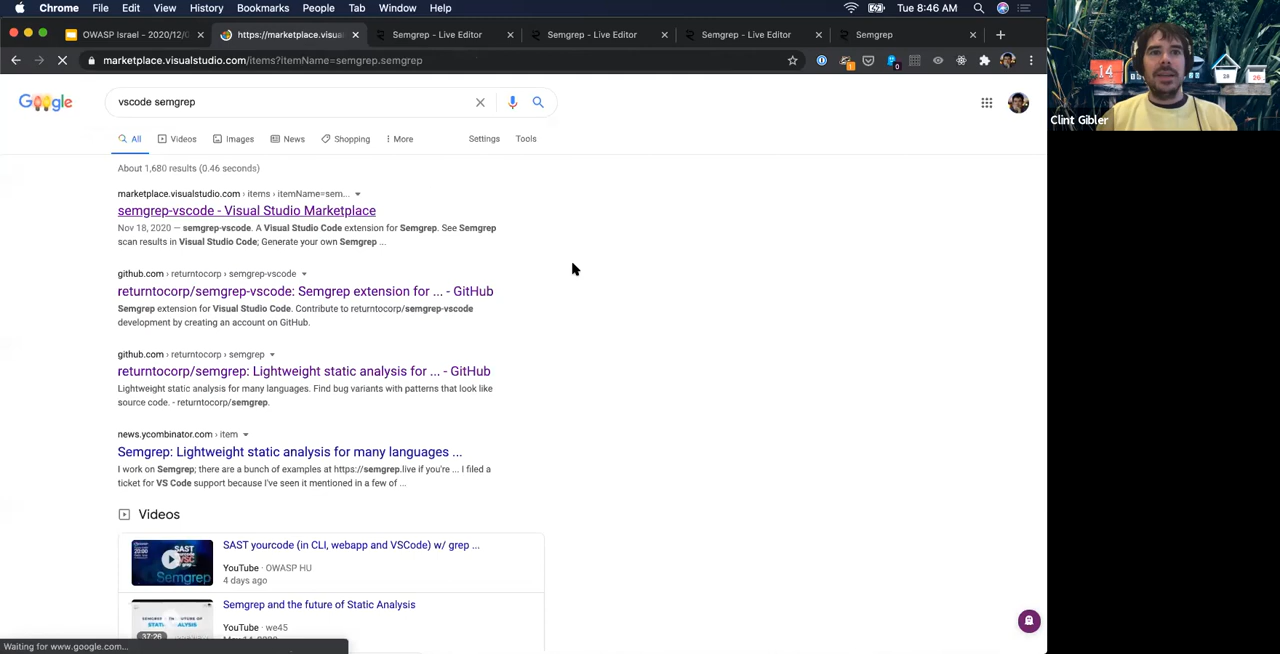 Chrome File Edit View History Bookmarks People Tab Window Help Tue 8:46 AM
OWASP Israel - 2020/12/0 https://marketplace.visua Semgrep - Live Editor Semgrep - Live Editor Semgrep - Live Editor Semgrep
marketplace.visualstudio.com/items?itemName=semgrep.semgrep
Google vscode semgrep
All Videos Images News Shopping More Settings Tools
About 1,680 results (0.46 seconds)
marketplace.visualstudio.com › items › itemName=sem...
semgrep-vscode - Visual Studio Marketplace
Nov 18, 2020 — semgrep-vscode. A Visual Studio Code extension for Semgrep. See Semgrep
scan results in Visual Studio Code; Generate your own Semgrep ...
github.com › returntocorp › semgrep-vscode
returntocorp/semgrep-vscode: Semgrep extension for ... - GitHub
Semgrep extension for Visual Studio Code. Contribute to returntocorp/semgrep-vscode
development by creating an account on GitHub.
github.com › returntocorp › semgrep
returntocorp/semgrep: Lightweight static analysis for ... - GitHub
Lightweight static analysis for many languages. Find bug variants with patterns that look like
source code. - returntocorp/semgrep.
news.ycombinator.com › item
Semgrep: Lightweight static analysis for many languages ...
I work on Semgrep; there are a bunch of examples at https://semgrep.live if you're ... I filed a
ticket for VS Code support because I've seen it mentioned in a few of ...
Videos
SAST yourcode (in CLI, webapp and VSCode) w/ grep ...
YouTube · OWASP HU
4 days ago
Semgrep and the future of Static Analysis
YouTube · we45
37:26
Waiting for www.google.com...
14
Clint Gibler